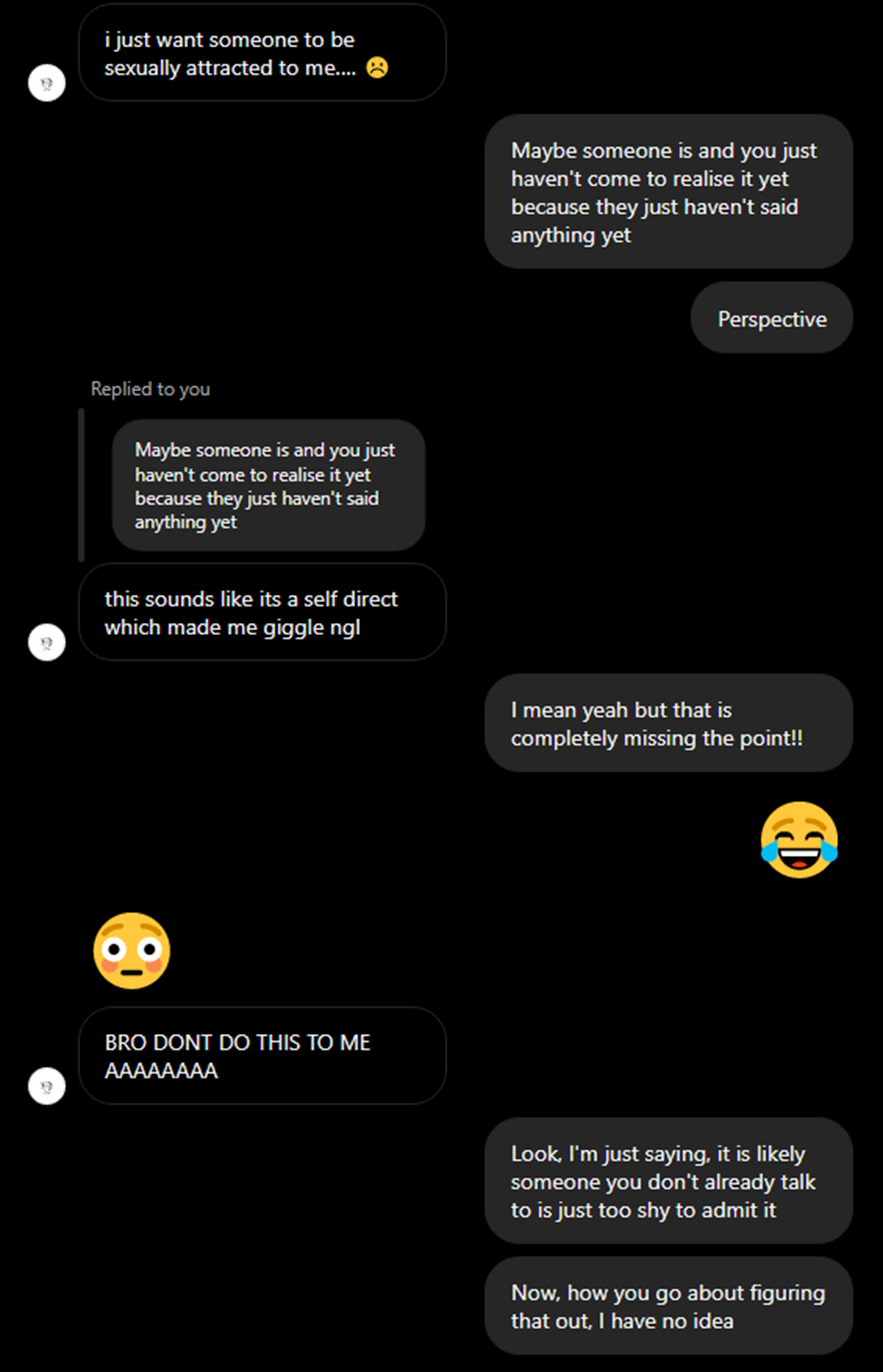 i just want someone to be
sexually attracted to me.... ☹️
Maybe someone is and you just
haven't come to realise it yet
because they just haven't said
anything yet
Perspective
Replied to you
Maybe someone is and you just
haven't come to realise it yet
because they just haven't said
anything yet
this sounds like its a self direct
which made me giggle ngl
I mean yeah but that is
completely missing the point!!
😂
😳
BRO DONT DO THIS TO ME
AAAAAAAA
Look, I'm just saying, it is likely
someone you don't already talk
to is just too shy to admit it
Now, how you go about figuring
that out, I have no idea